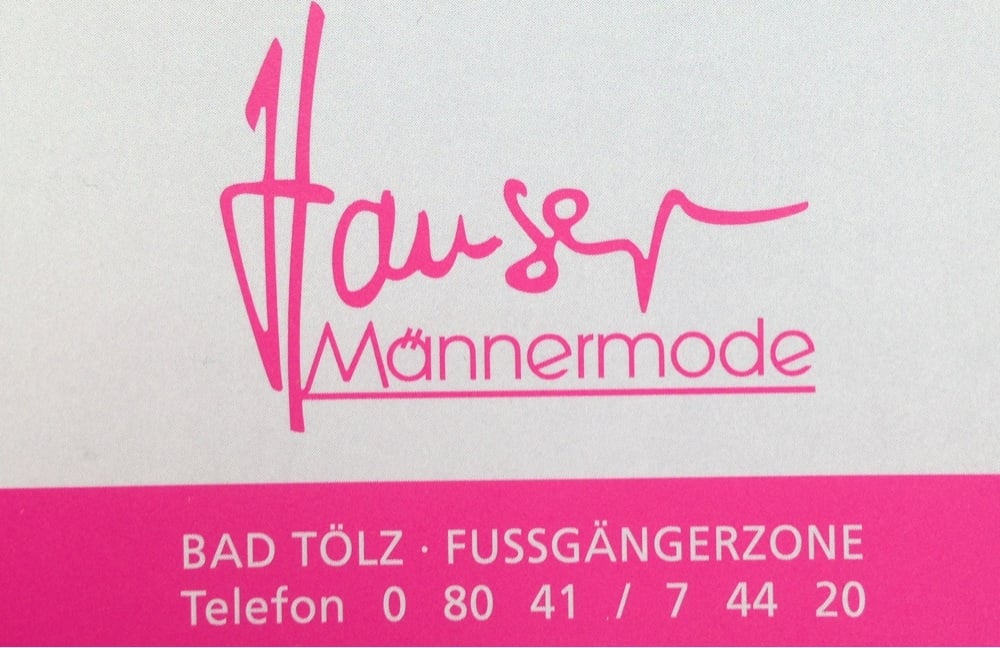 Hauser
Männermode
BAD TÖLZ · FUSSGÄNGERZONE
Telefon 0 80 41 / 7 44 20